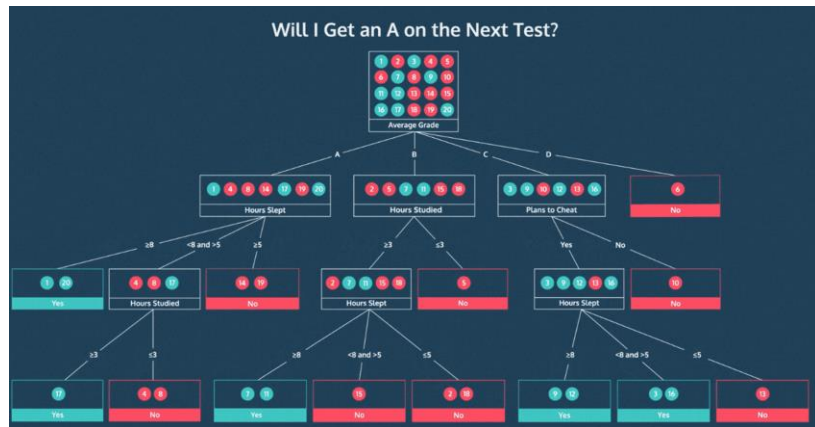 Will I Get an A on the Next Test?
1 2 3 4 5
6 7 8 9 10
11 12 13 14 15
16 17 18 19 20
Average Grade
A B C D
1 4 8 14 17 19 20
Hours Slept
2 5 7 11 15 18
Hours Studied
3 9 10 12 13 16
Plans to Cheat
6
No
≥8 <8 and >5 ≥5
≥3 ≤3
Yes No
1 20
Yes
4 8 17
Hours Studied
14 19
No
2 7 11 15 18
Hours Slept
5
No
3 9 12 13 16
Hours Slept
10
No
≥3 ≤3
≥8 <8 and >5 ≤5
≥8 <8 and >5 ≤5
17
Yes
4 8
No
7 11
Yes
15
No
2 18
No
9 12
Yes
3 16
Yes
13
No